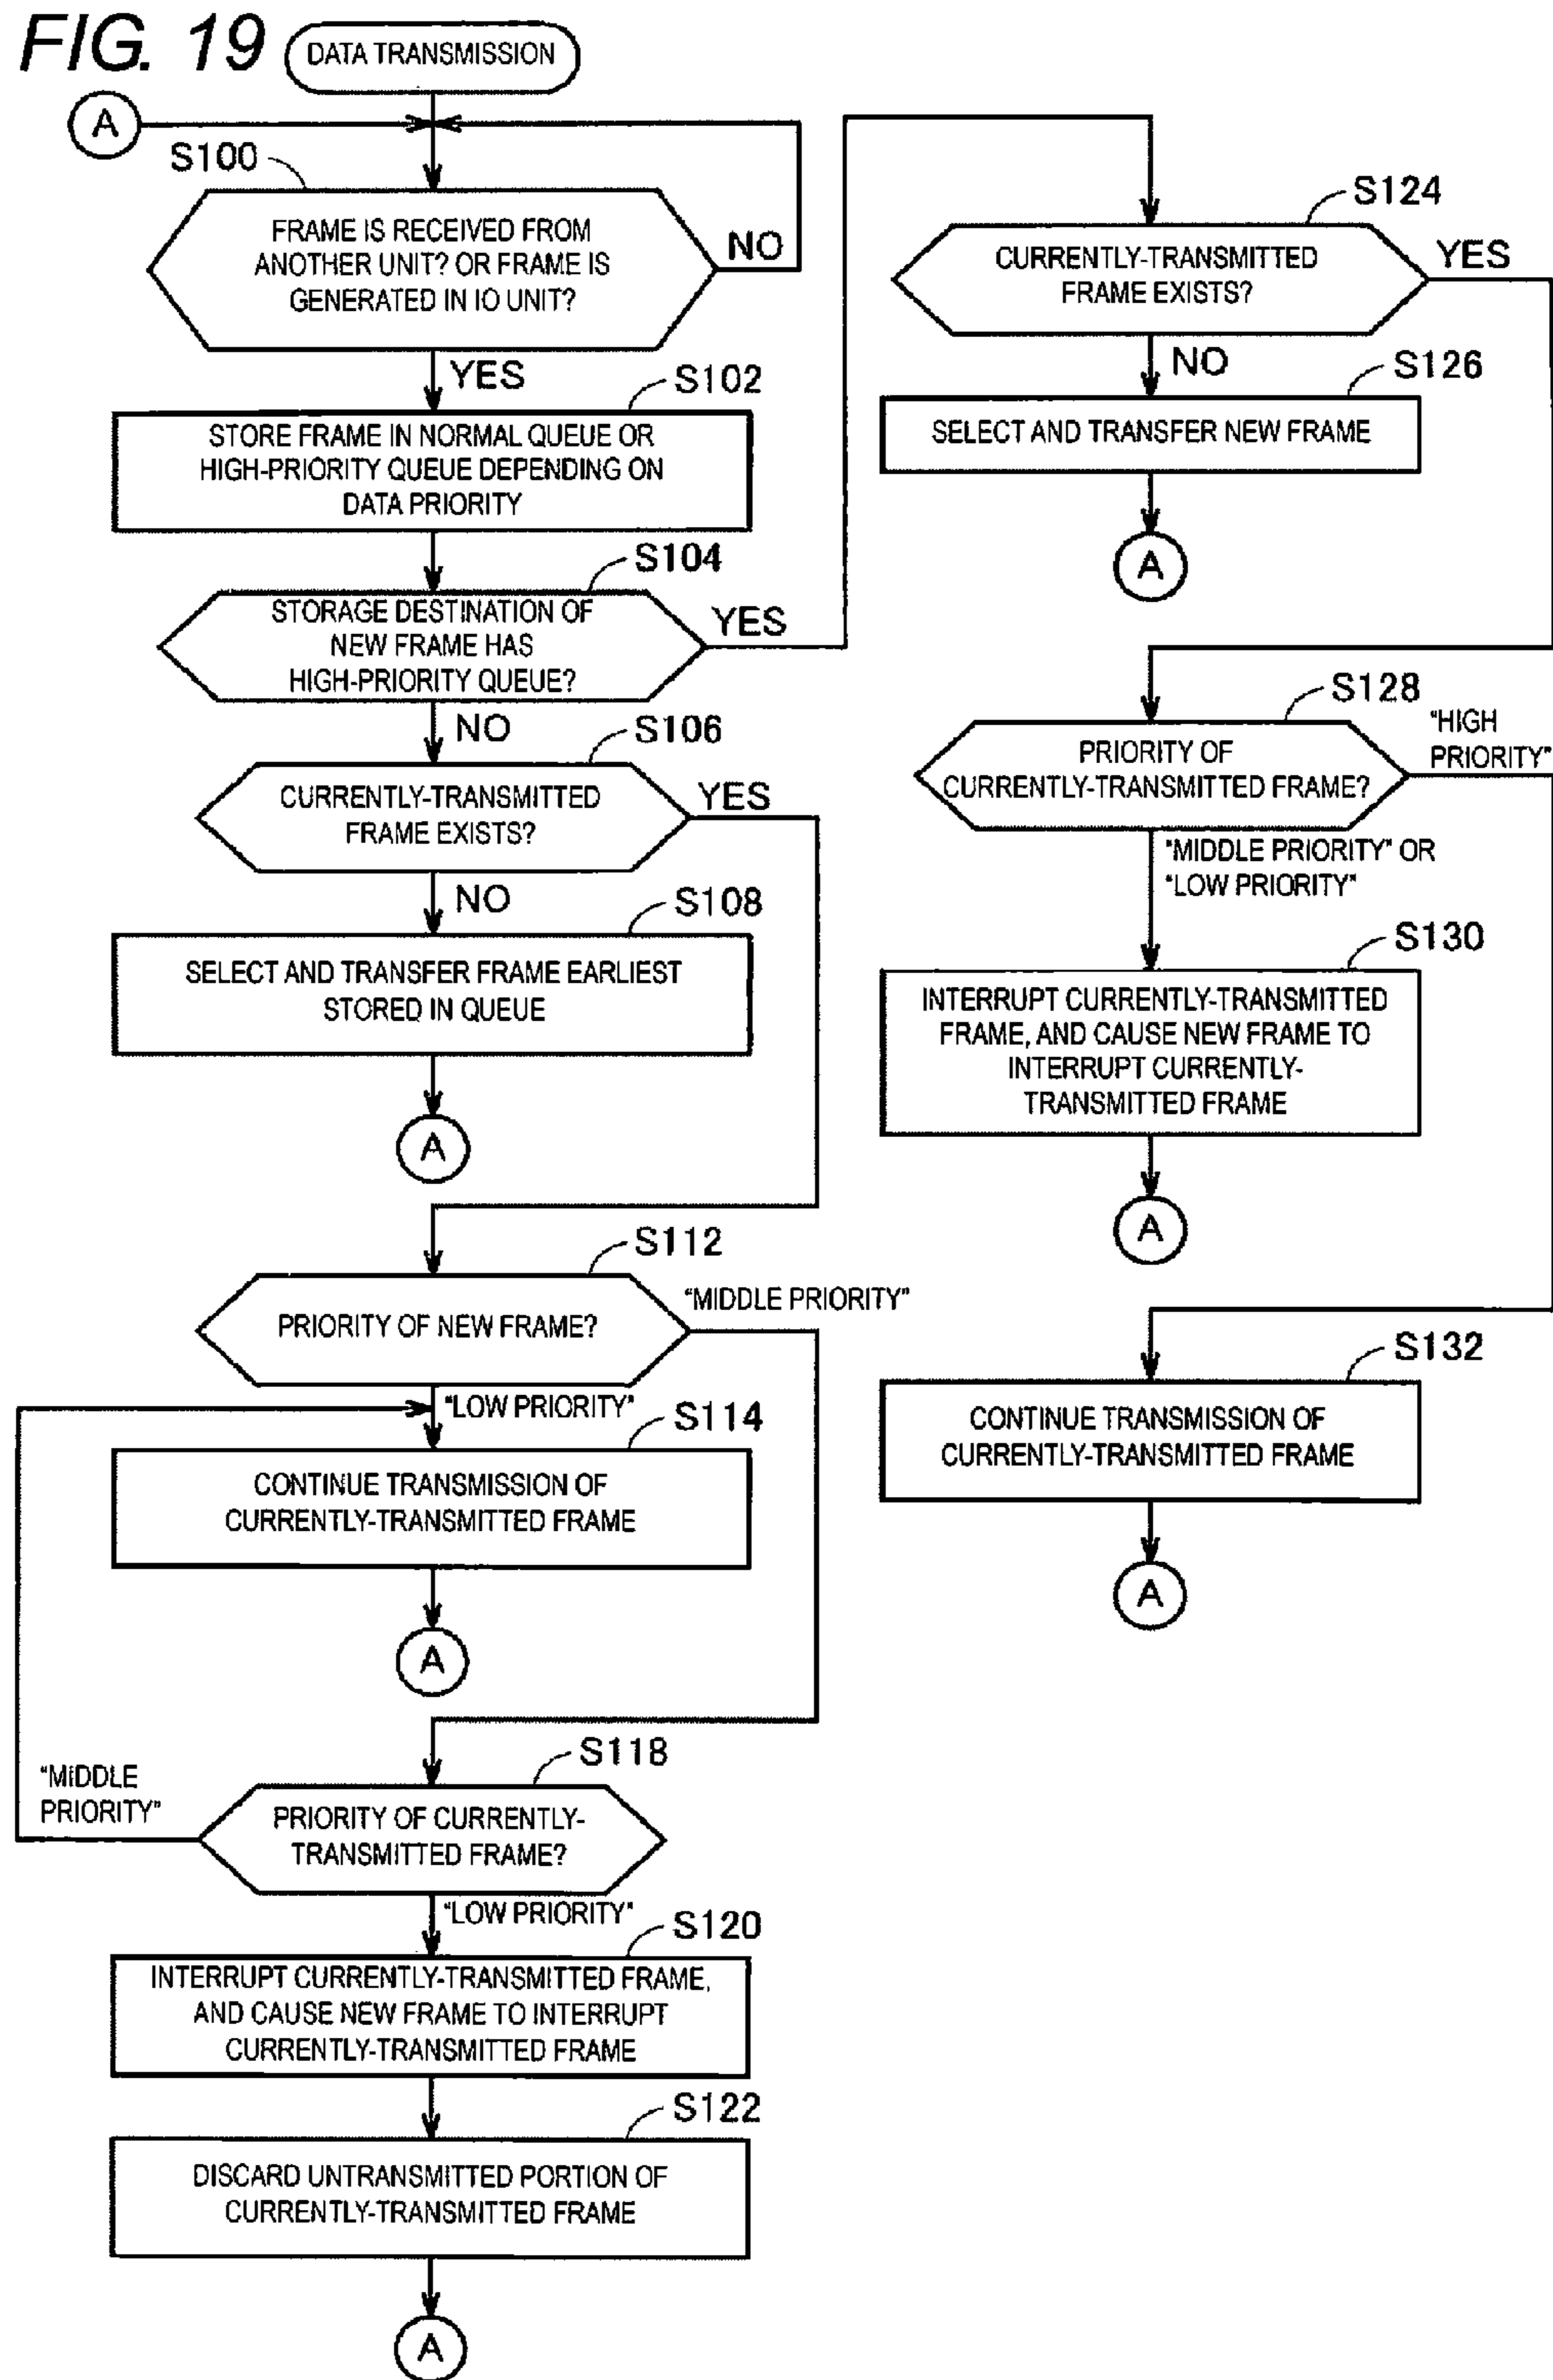 FIG. 19
DATA TRANSMISSION
A
S100
FRAME IS RECEIVED FROM
ANOTHER UNIT? OR FRAME IS
GENERATED IN IO UNIT?
NO
YES
S102
STORE FRAME IN NORMAL QUEUE OR
HIGH-PRIORITY QUEUE DEPENDING ON
DATA PRIORITY
S104
STORAGE DESTINATION OF
NEW FRAME HAS
HIGH-PRIORITY QUEUE?
YES
NO
S106
CURRENTLY-TRANSMITTED
FRAME EXISTS?
YES
NO
S108
SELECT AND TRANSFER FRAME EARLIEST
STORED IN QUEUE
A
S112
PRIORITY OF NEW FRAME?
"MIDDLE PRIORITY"
"LOW PRIORITY"
S114
CONTINUE TRANSMISSION OF
CURRENTLY-TRANSMITTED FRAME
A
S118
"MIDDLE
PRIORITY"
PRIORITY OF CURRENTLY-
TRANSMITTED FRAME?
"LOW PRIORITY"
S120
INTERRUPT CURRENTLY-TRANSMITTED FRAME,
AND CAUSE NEW FRAME TO INTERRUPT
CURRENTLY-TRANSMITTED FRAME
S122
DISCARD UNTRANSMITTED PORTION OF
CURRENTLY-TRANSMITTED FRAME
A
S124
CURRENTLY-TRANSMITTED
FRAME EXISTS?
YES
NO
S126
SELECT AND TRANSFER NEW FRAME
A
S128
PRIORITY OF
CURRENTLY-TRANSMITTED FRAME?
"HIGH
PRIORITY"
"MIDDLE PRIORITY" OR
"LOW PRIORITY"
S130
INTERRUPT CURRENTLY-TRANSMITTED
FRAME, AND CAUSE NEW FRAME TO
INTERRUPT CURRENTLY-
TRANSMITTED FRAME
A
S132
CONTINUE TRANSMISSION OF
CURRENTLY-TRANSMITTED FRAME
A